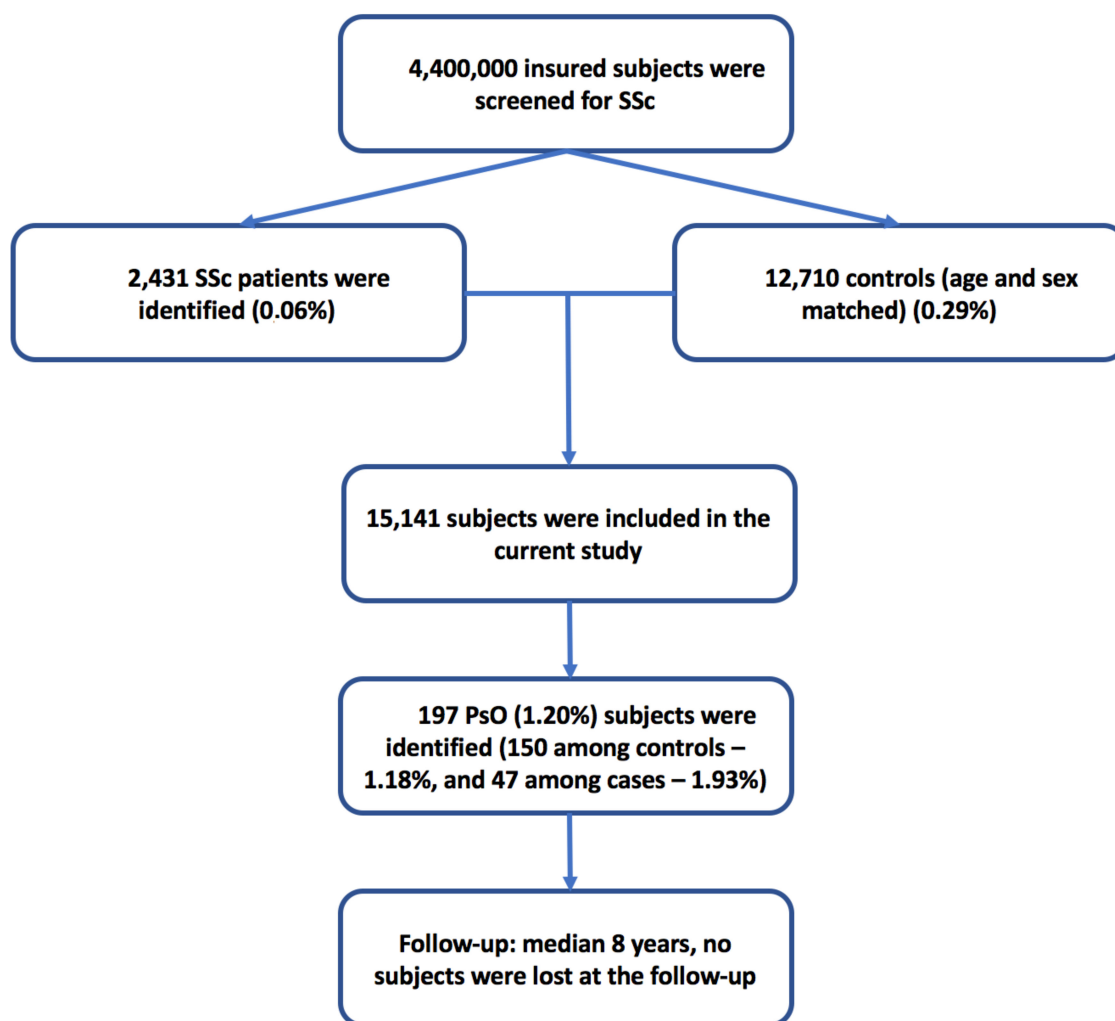 4,400,000 insured subjects were
screened for SSc
2,431 SSc patients were
identified (0.06%)
12,710 controls (age and sex
matched) (0.29%)
15,141 subjects were included in the
current study
197 PsO (1.20%) subjects were
identified (150 among controls –
1.18%, and 47 among cases – 1.93%)
Follow-up: median 8 years, no
subjects were lost at the follow-up